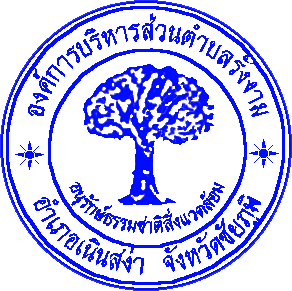 องค์การบริหารส่วนตำบลรังงาม
อนุรักษ์ธรรมชาติสิ่งแวดล้อม
อำเภอเนินสง่า จังหวัดชัยภูมิ